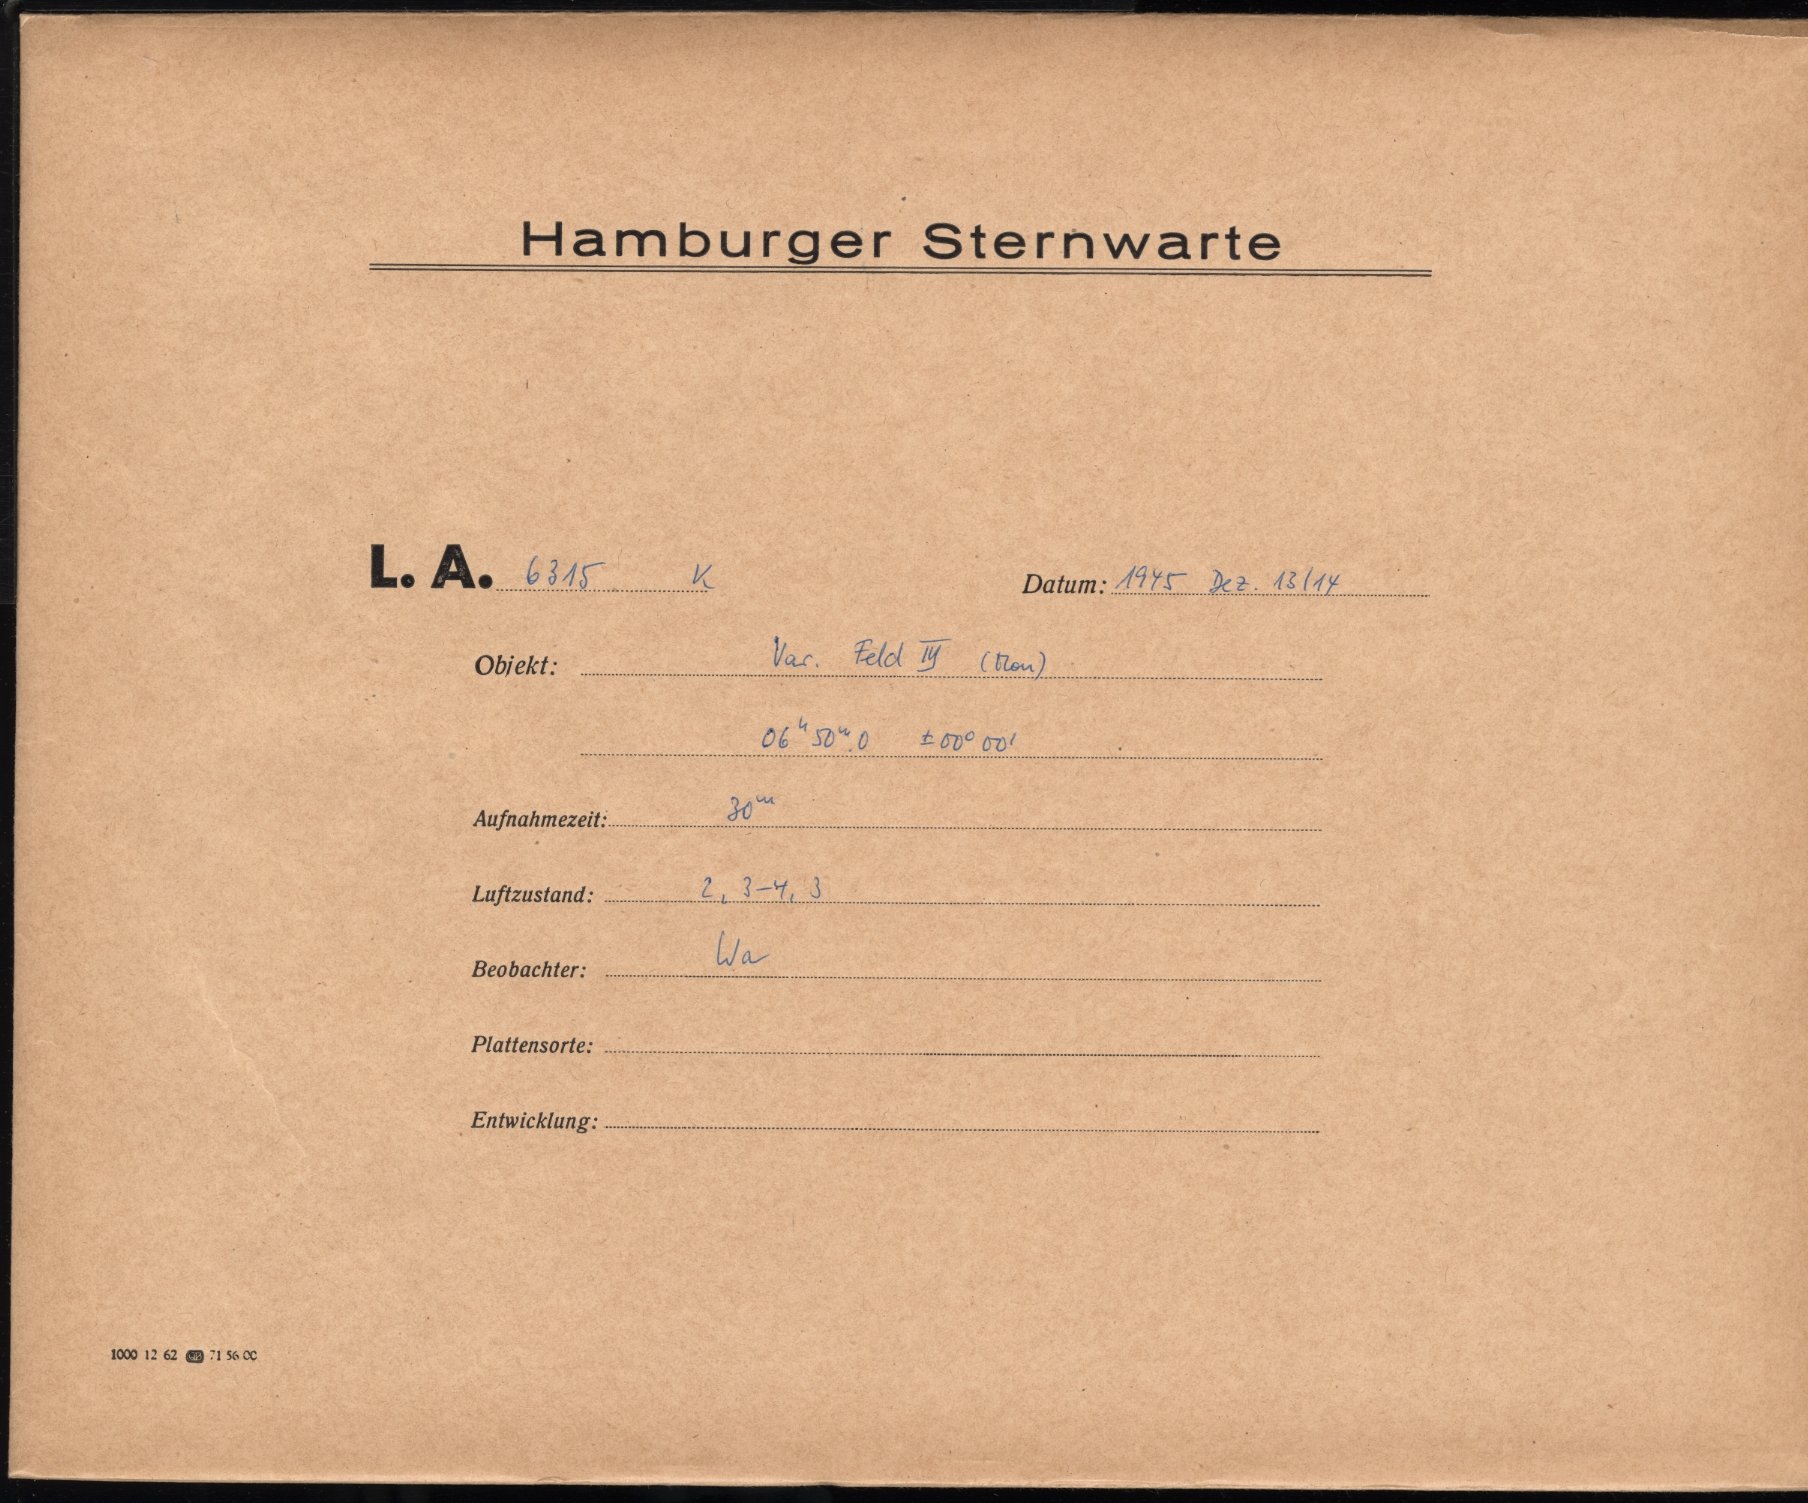 Hamburger Sternwarte
L. A. 6315 K Datum: 1945 Dez. 13/14
Objekt: Var. Feld IV (Mon)
06ʰ 50ᵐ.0 ±00° 00'
Aufnahmezeit: 30ᵐ
Luftzustand: 2, 3-4, 3
Beobachter: Wa
Plattensorte:
Entwicklung:
1000 12 62 71 56 00